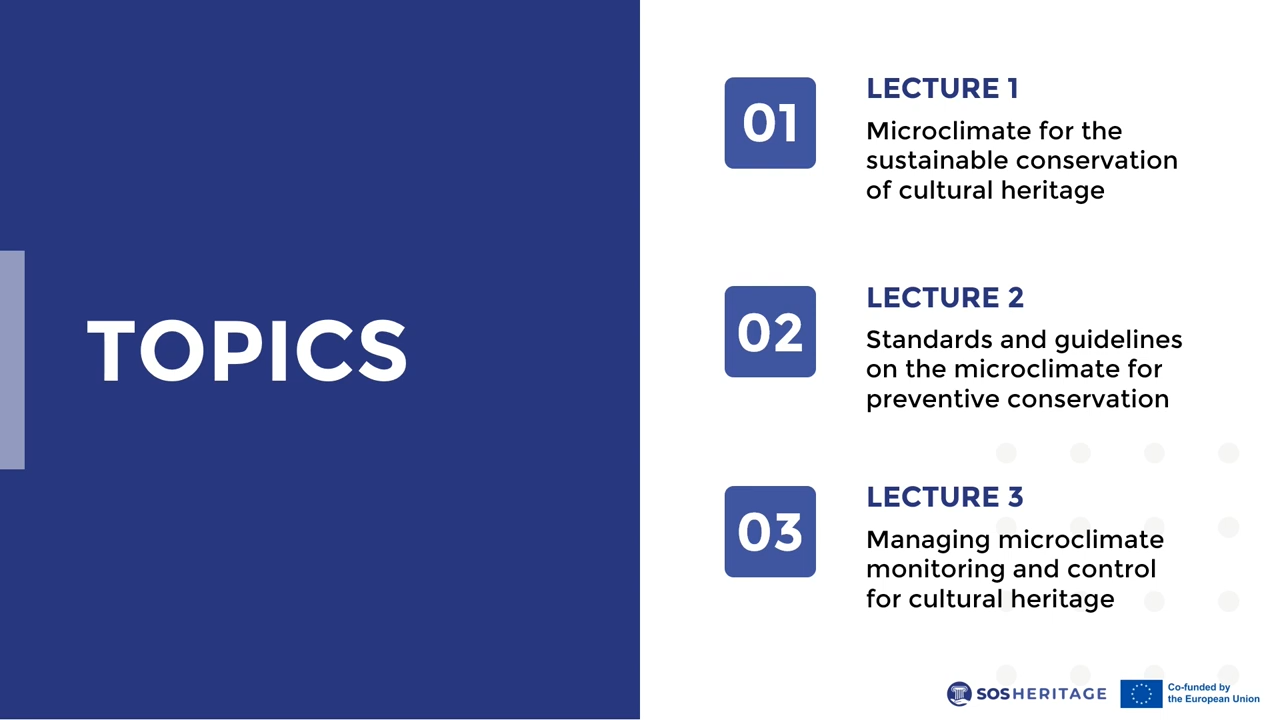 TOPICS
01
LECTURE 1
Microclimate for the
sustainable conservation
of cultural heritage
02
LECTURE 2
Standards and guidelines
on the microclimate for
preventive conservation
03
LECTURE 3
Managing microclimate
monitoring and control
for cultural heritage
SOSHERITAGE
Co-funded by
the European Union